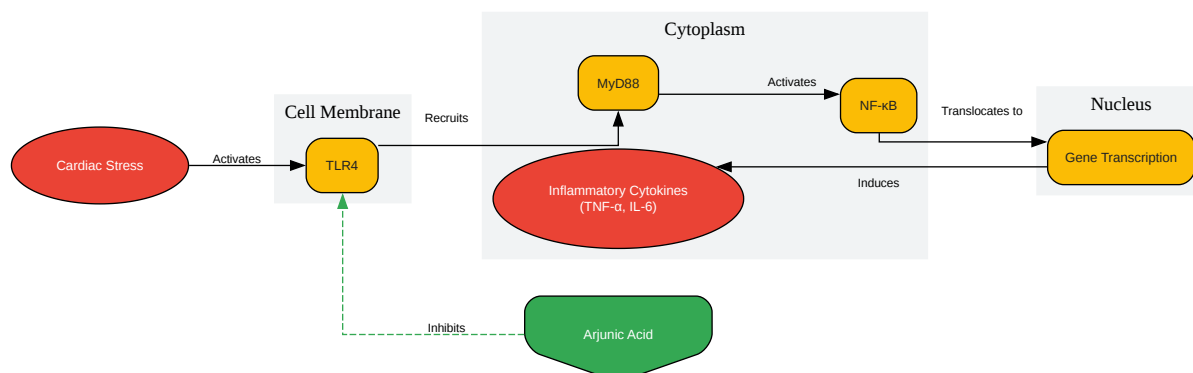 Cytoplasm
MyD88
Activates
NF-κB
Cell Membrane
Recruits
Translocates to
Nucleus
Cardiac Stress
Activates
TLR4
Gene Transcription
Inflammatory Cytokines
(TNF-α, IL-6)
Induces
Inhibits
Arjunic Acid